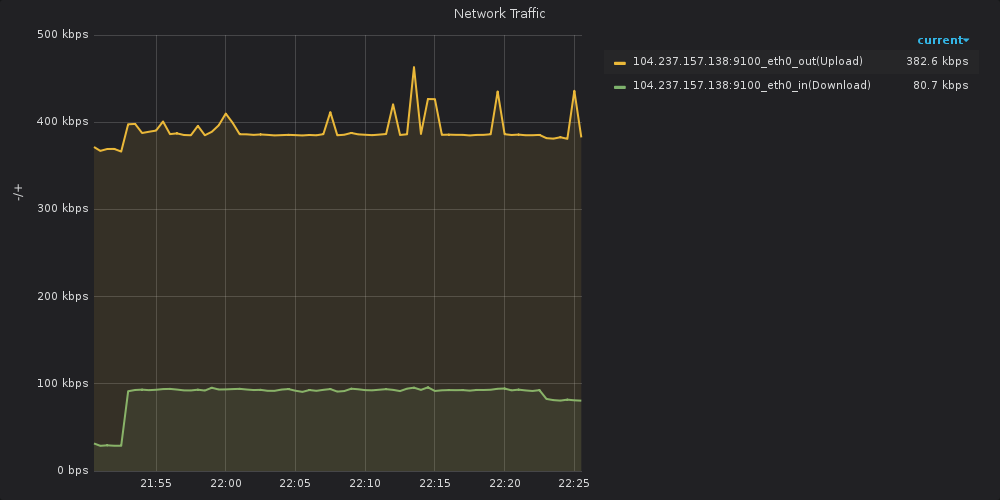 Network Traffic
500 kbps
400 kbps
300 kbps
200 kbps
100 kbps
0 bps
-/+
21:55 22:00 22:05 22:10 22:15 22:20 22:25
current
104.237.157.138:9100_eth0_out(Upload) 382.6 kbps
104.237.157.138:9100_eth0_in(Download) 80.7 kbps